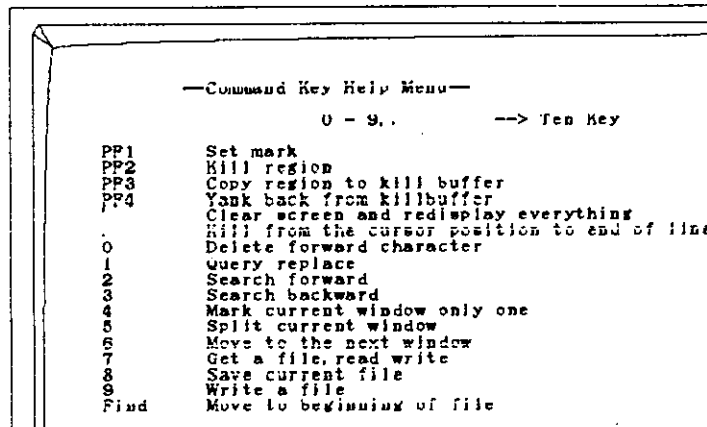 —Command Key Help Menu—
0 - 9, . --> Ten Key
PF1 Set mark
PF2 Kill region
PF3 Copy region to kill buffer
PF4 Yank back from killbuffer
Clear screen and redisplay everything
. Kill from the cursor position to end of line
0 Delete forward character
1 Query replace
2 Search forward
3 Search backward
4 Mark current window only one
5 Split current window
6 Move to the next window
7 Get a file, read write
8 Save current file
9 Write a file
Find Move to beginning of file